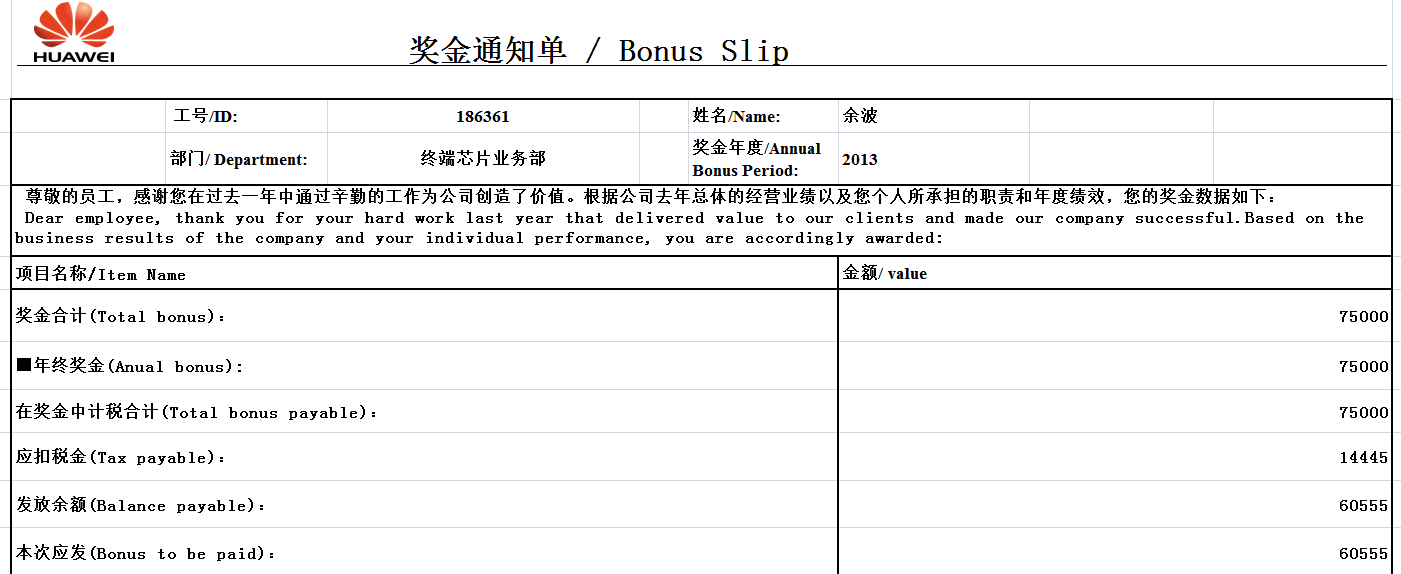 HUAWEI
奖金通知单 / Bonus Slip
工号/ID: 186361 姓名/Name: 余波
部门/ Department: 终端芯片业务部 奖金年度/Annual Bonus Period: 2013
尊敬的员工，感谢您在过去一年中通过辛勤的工作为公司创造了价值。根据公司去年总体的经营业绩以及您个人所承担的职责和年度绩效，您的奖金数据如下：
Dear employee, thank you for your hard work last year that delivered value to our clients and made our company successful.Based on the
business results of the company and your individual performance, you are accordingly awarded:
项目名称/Item Name 金额/ value
奖金合计(Total bonus)： 75000
■年终奖金(Anual bonus): 75000
在奖金中计税合计(Total bonus payable)： 75000
应扣税金(Tax payable)： 14445
发放余额(Balance payable)： 60555
本次应发(Bonus to be paid)： 60555